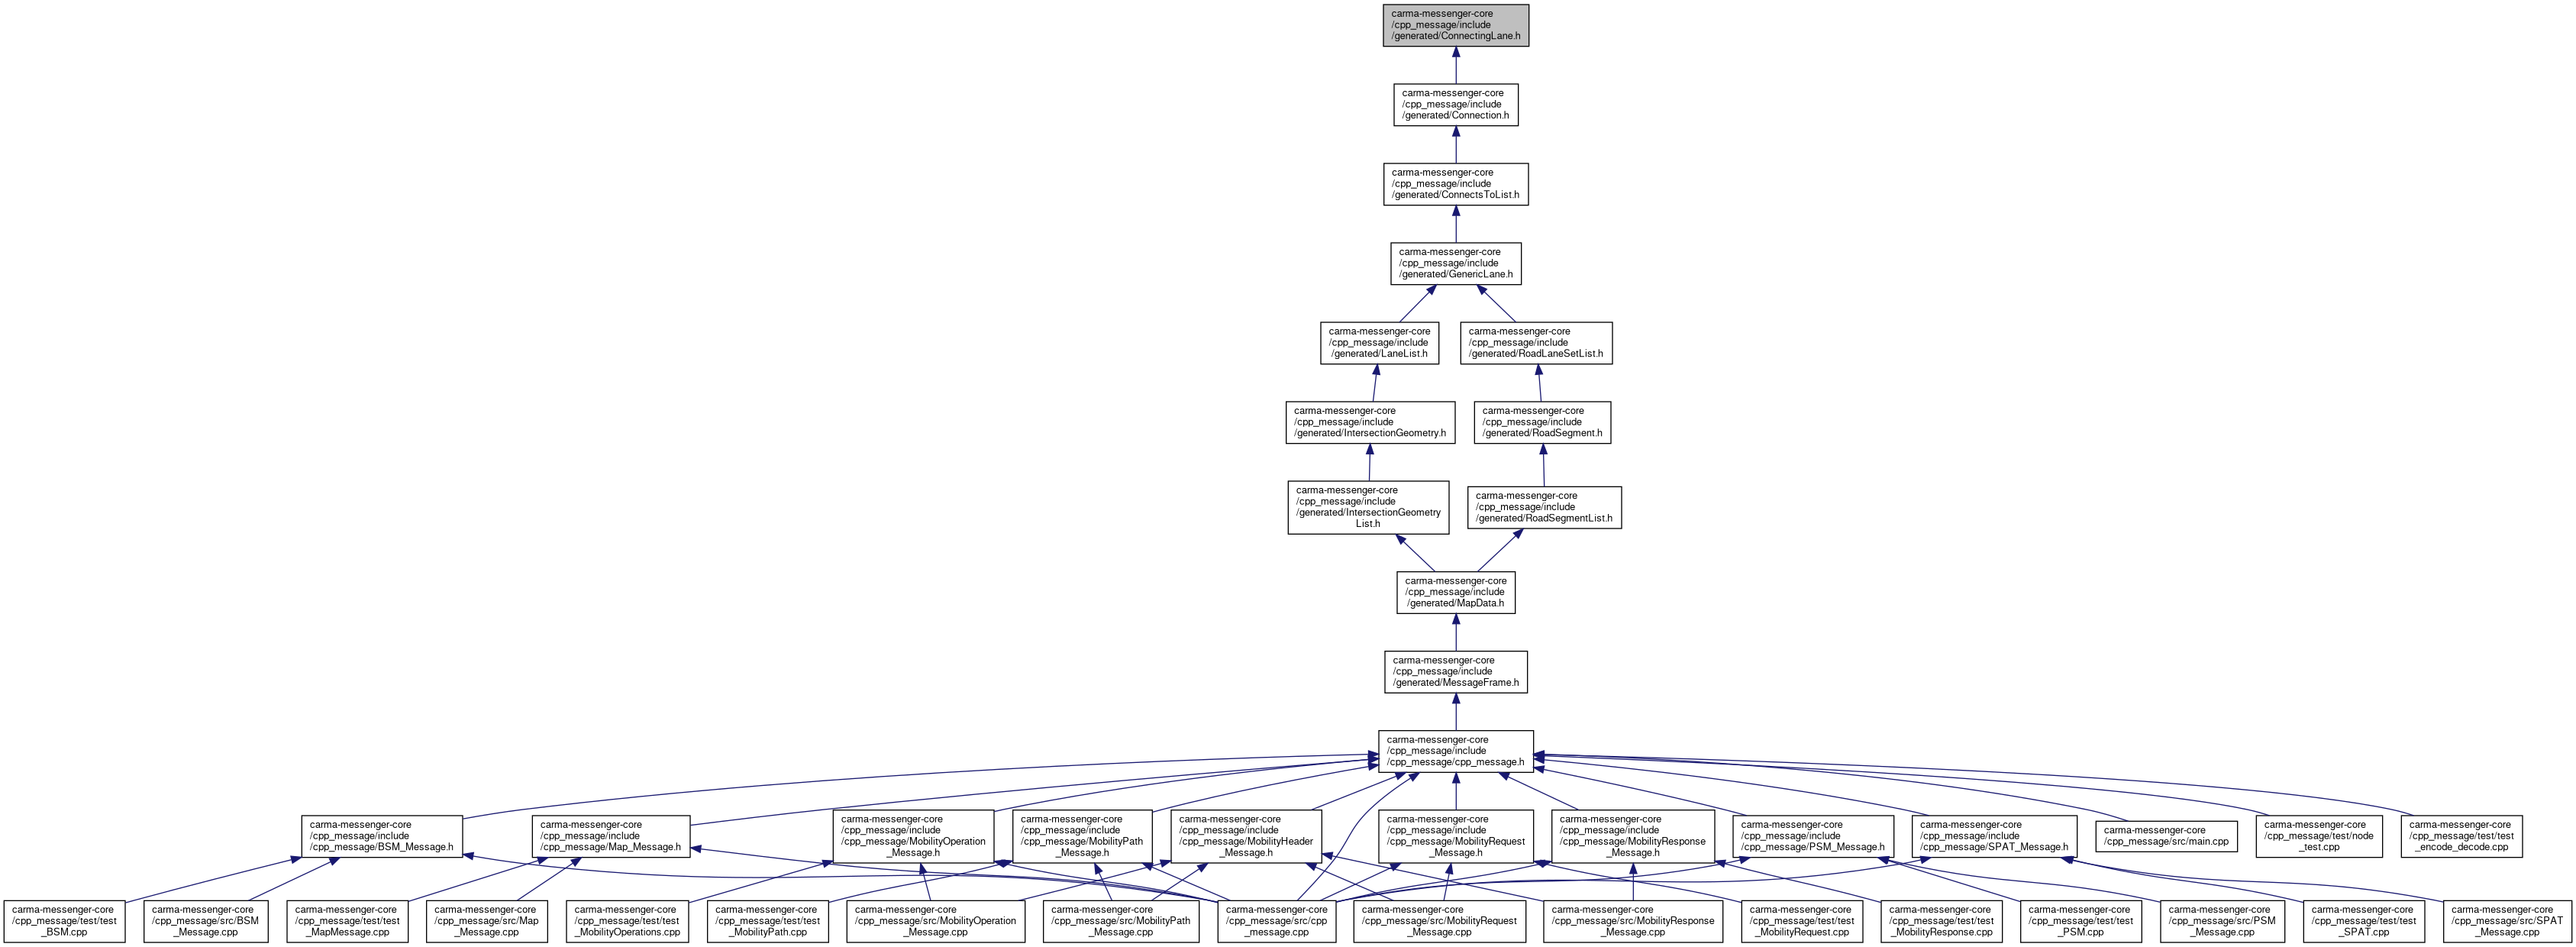 carma-messenger-core
/cpp_message/include
/generated/ConnectingLane.h
carma-messenger-core
/cpp_message/include
/generated/Connection.h
carma-messenger-core
/cpp_message/include
/generated/ConnectsToList.h
carma-messenger-core
/cpp_message/include
/generated/GenericLane.h
carma-messenger-core
/cpp_message/include
/generated/LaneList.h
carma-messenger-core
/cpp_message/include
/generated/RoadLaneSetList.h
carma-messenger-core
/cpp_message/include
/generated/IntersectionGeometry.h
carma-messenger-core
/cpp_message/include
/generated/RoadSegment.h
carma-messenger-core
/cpp_message/include
/generated/IntersectionGeometry
List.h
carma-messenger-core
/cpp_message/include
/generated/RoadSegmentList.h
carma-messenger-core
/cpp_message/include
/generated/MapData.h
carma-messenger-core
/cpp_message/include
/generated/MessageFrame.h
carma-messenger-core
/cpp_message/include
/cpp_message/cpp_message.h
carma-messenger-core
/cpp_message/include
/cpp_message/BSM_Message.h
carma-messenger-core
/cpp_message/include
/cpp_message/Map_Message.h
carma-messenger-core
/cpp_message/include
/cpp_message/MobilityOperation
_Message.h
carma-messenger-core
/cpp_message/include
/cpp_message/MobilityPath
_Message.h
carma-messenger-core
/cpp_message/include
/cpp_message/MobilityHeader
_Message.h
carma-messenger-core
/cpp_message/include
/cpp_message/MobilityRequest
_Message.h
carma-messenger-core
/cpp_message/include
/cpp_message/MobilityResponse
_Message.h
carma-messenger-core
/cpp_message/include
/cpp_message/PSM_Message.h
carma-messenger-core
/cpp_message/include
/cpp_message/SPAT_Message.h
carma-messenger-core
/cpp_message/src/main.cpp
carma-messenger-core
/cpp_message/test/node
_test.cpp
carma-messenger-core
/cpp_message/test/test
_encode_decode.cpp
carma-messenger-core
/cpp_message/test/test
_BSM.cpp
carma-messenger-core
/cpp_message/src/BSM
_Message.cpp
carma-messenger-core
/cpp_message/test/test
_MapMessage.cpp
carma-messenger-core
/cpp_message/src/Map
_Message.cpp
carma-messenger-core
/cpp_message/test/test
_MobilityOperations.cpp
carma-messenger-core
/cpp_message/test/test
_MobilityPath.cpp
carma-messenger-core
/cpp_message/src/MobilityOperation
_Message.cpp
carma-messenger-core
/cpp_message/src/MobilityPath
_Message.cpp
carma-messenger-core
/cpp_message/src/cpp
_message.cpp
carma-messenger-core
/cpp_message/src/MobilityRequest
_Message.cpp
carma-messenger-core
/cpp_message/src/MobilityResponse
_Message.cpp
carma-messenger-core
/cpp_message/test/test
_MobilityRequest.cpp
carma-messenger-core
/cpp_message/test/test
_MobilityResponse.cpp
carma-messenger-core
/cpp_message/test/test
_PSM.cpp
carma-messenger-core
/cpp_message/src/PSM
_Message.cpp
carma-messenger-core
/cpp_message/test/test
_SPAT.cpp
carma-messenger-core
/cpp_message/src/SPAT
_Message.cpp